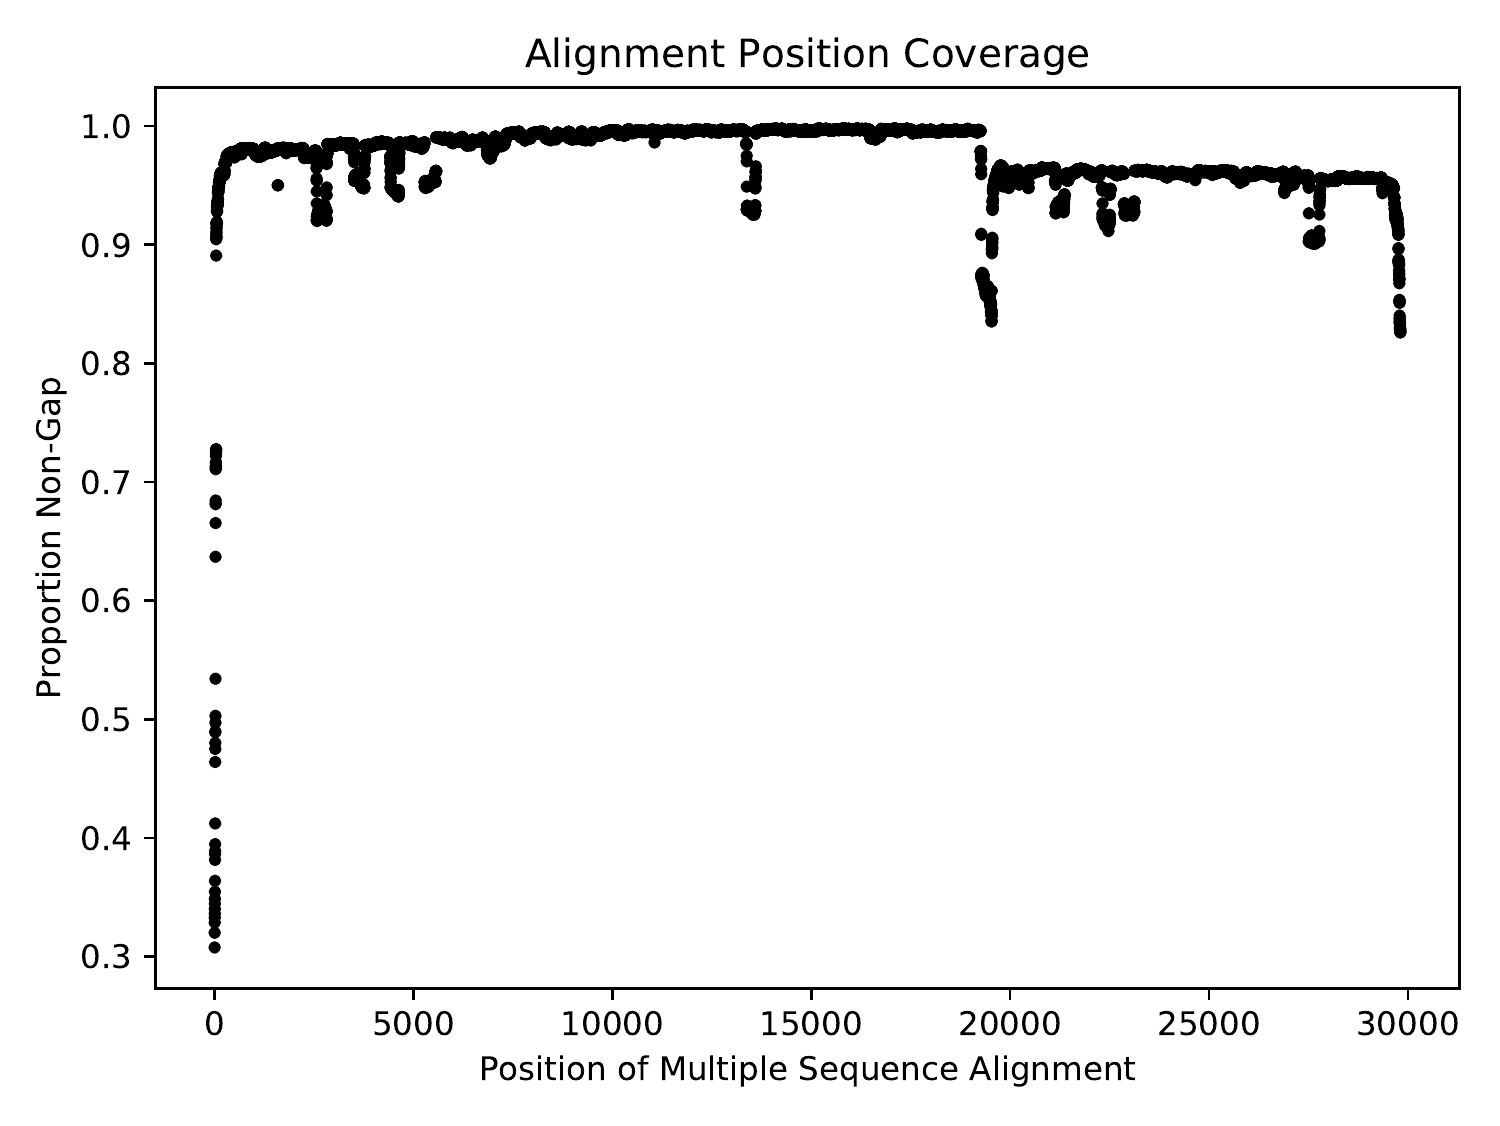 Alignment Position Coverage
1.0
0.9
0.8
0.7
0.6
0.5
0.4
0.3
Proportion Non-Gap
0 5000 10000 15000 20000 25000 30000
Position of Multiple Sequence Alignment